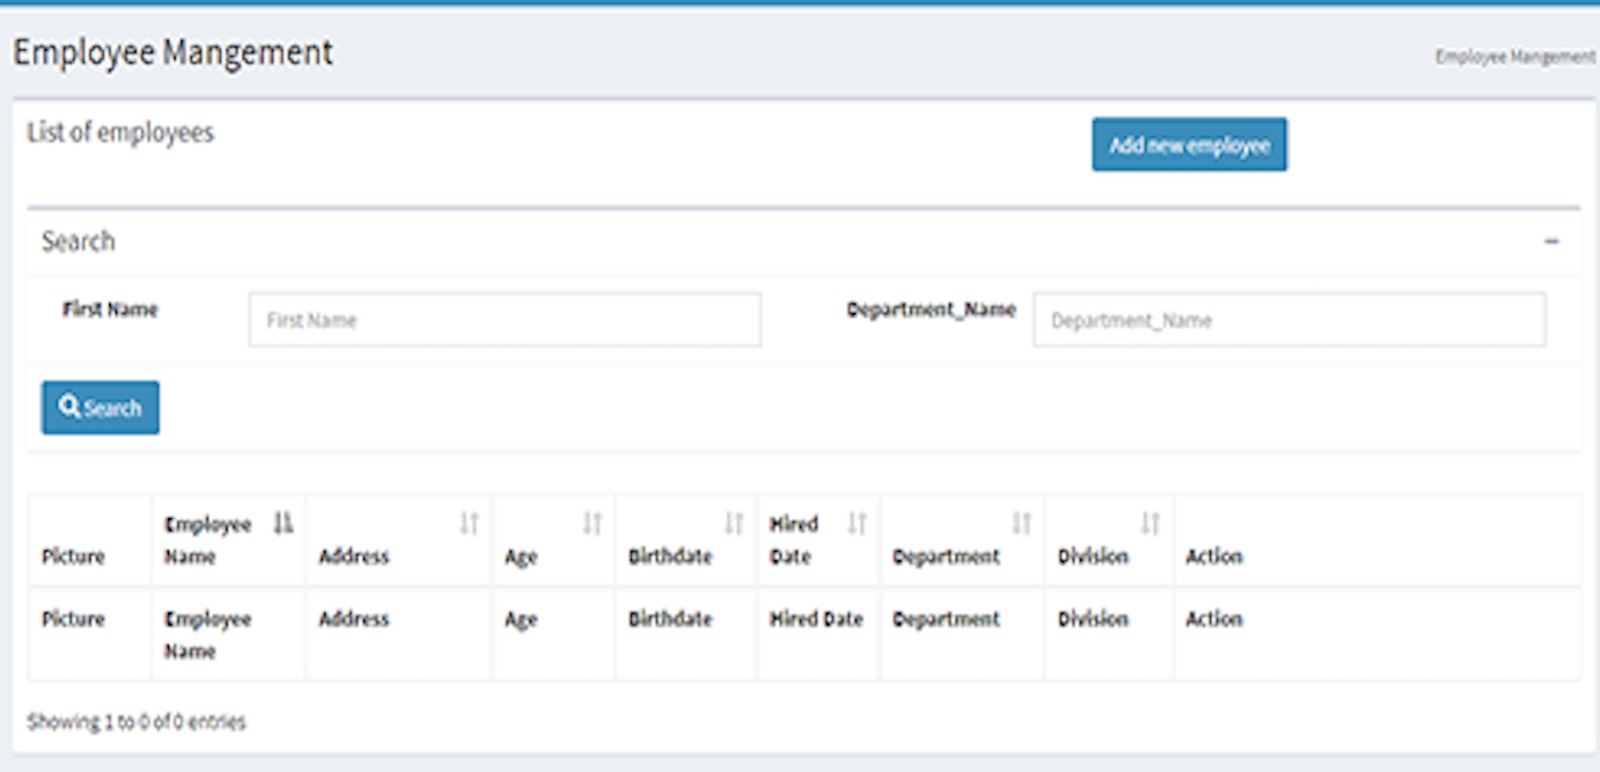 Employee Mangement
Employee Mangement
List of employees
Add new employee
Search
First Name
First Name
Department_Name
Department_Name
Search
Picture
Employee Name
Address
Age
Birthdate
Hired Date
Department
Division
Action
Picture
Employee Name
Address
Age
Birthdate
Hired Date
Department
Division
Action
Showing 1 to 0 of 0 entries